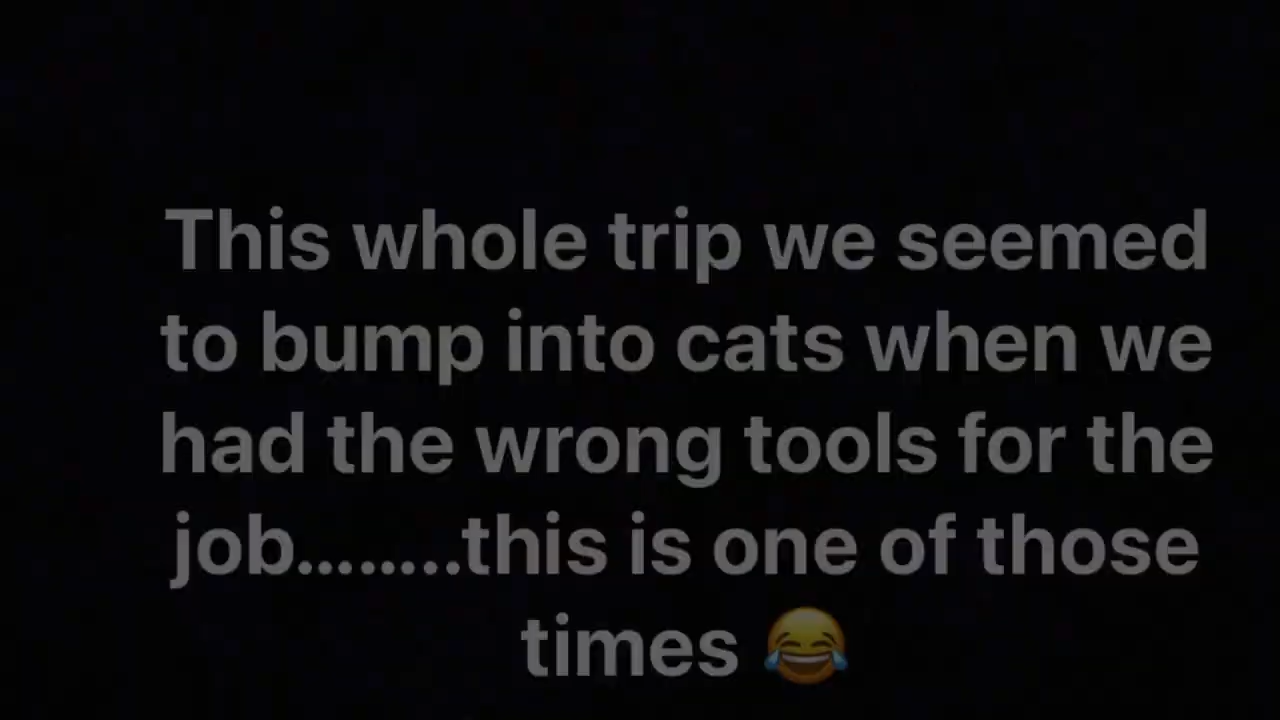 This whole trip we seemed
to bump into cats when we
had the wrong tools for the
job........this is one of those
times 😂